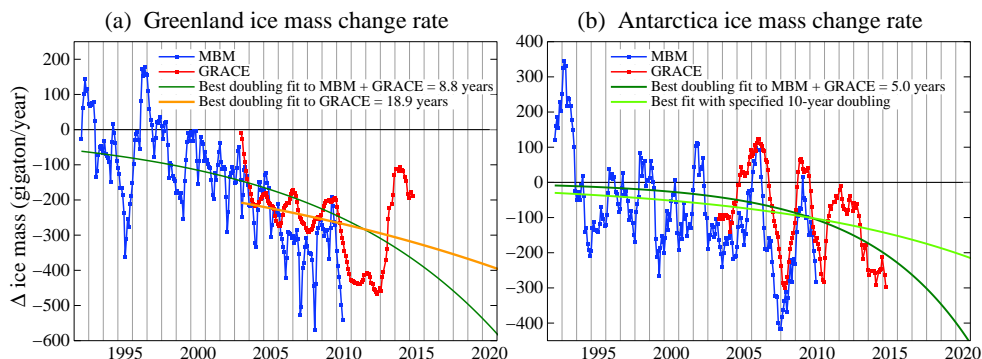 (a) Greenland ice mass change rate
(b) Antarctica ice mass change rate
Δ ice mass (gigaton/year)
200
100
0
−100
−200
−300
−400
−500
−600
MBM
GRACE
Best doubling fit to MBM + GRACE = 8.8 years
Best doubling fit to GRACE = 18.9 years
1995
2000
2005
2010
2015
2020
400
300
200
100
0
−100
−200
−300
−400
MBM
GRACE
Best doubling fit to MBM + GRACE = 5.0 years
Best fit with specified 10-year doubling
1995
2000
2005
2010
2015
2020